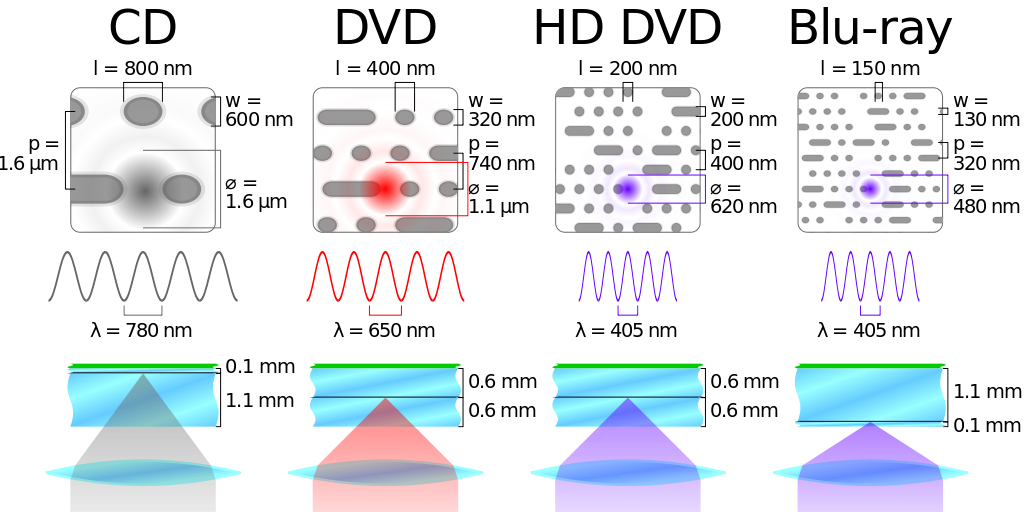 CD
DVD
HD DVD
Blu-ray
l = 800 nm
l = 400 nm
l = 200 nm
l = 150 nm
w =
600 nm
p =
1.6 µm
⌀ =
1.6 µm
w =
320 nm
p =
740 nm
⌀ =
1.1 µm
w =
200 nm
p =
400 nm
⌀ =
620 nm
w =
130 nm
p =
320 nm
⌀ =
480 nm
λ = 780 nm
λ = 650 nm
λ = 405 nm
λ = 405 nm
0.1 mm
1.1 mm
0.6 mm
0.6 mm
0.6 mm
0.6 mm
1.1 mm
0.1 mm